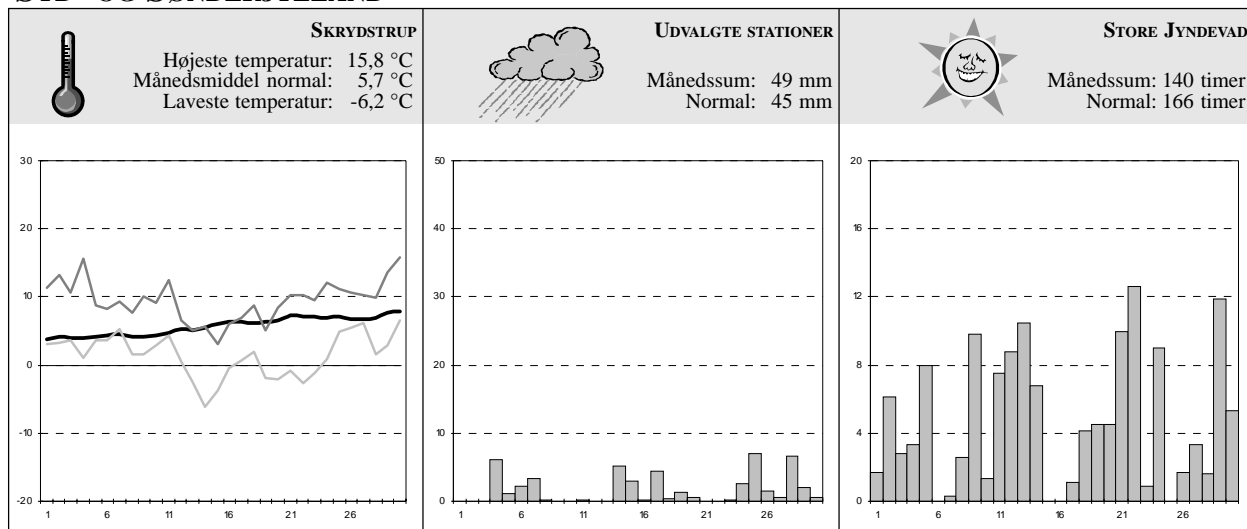 SKRYDSTRUP
Højeste temperatur: 15,8 °C
Månedsmiddel normal: 5,7 °C
Laveste temperatur: -6,2 °C
UDVALGTE STATIONER
Månedssum: 49 mm
Normal: 45 mm
STORE JYNDEVAD
Månedssum: 140 timer
Normal: 166 timer
30
20
10
0
-10
-20
1 6 11 16 21 26
50
40
30
20
10
0
1 6 11 16 21 26
20
16
12
8
4
0
1 6 11 16 21 26